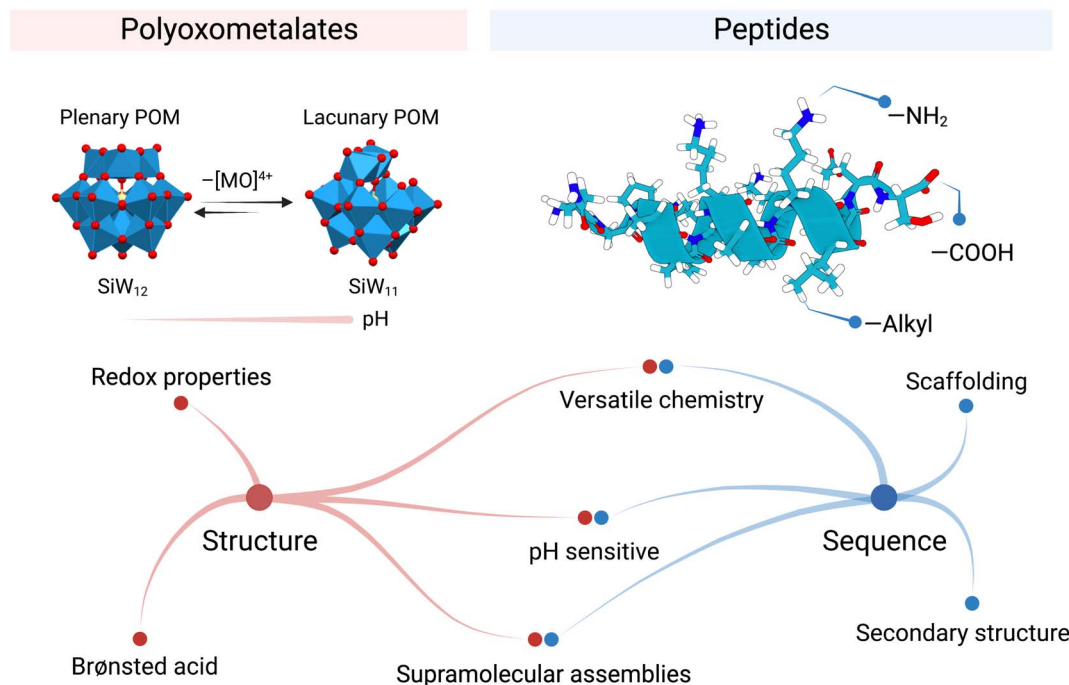 Polyoxometalates
Peptides
Plenary POM
Lacunary POM
−[MO]⁴⁺
SiW₁₂
SiW₁₁
pH
−NH₂
−COOH
−Alkyl
Redox properties
Versatile chemistry
Scaffolding
Structure
pH sensitive
Sequence
Brønsted acid
Supramolecular assemblies
Secondary structure